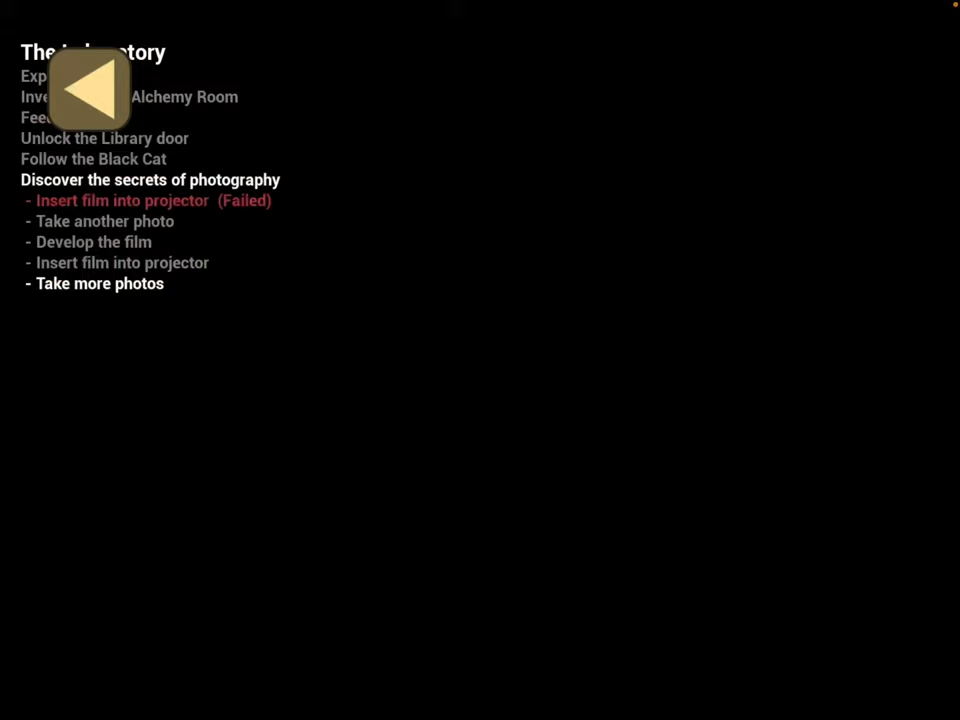 The
Alchemy Room
Unlock the Library door
Follow the Black Cat
Discover the secrets of photography
- Insert film into projector (Failed)
- Take another photo
- Develop the film
- Insert film into projector
- Take more photos